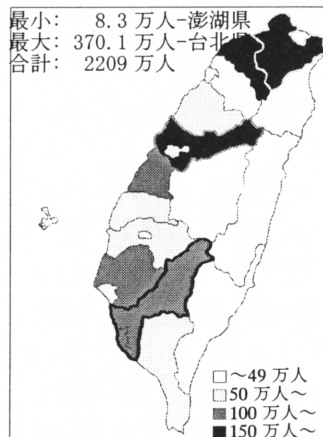 最小: 8.3 万人-澎湖県
最大: 370.1 万人-台北県
合計: 2209 万人
～49 万人
50 万人～
100 万人～
150 万人～